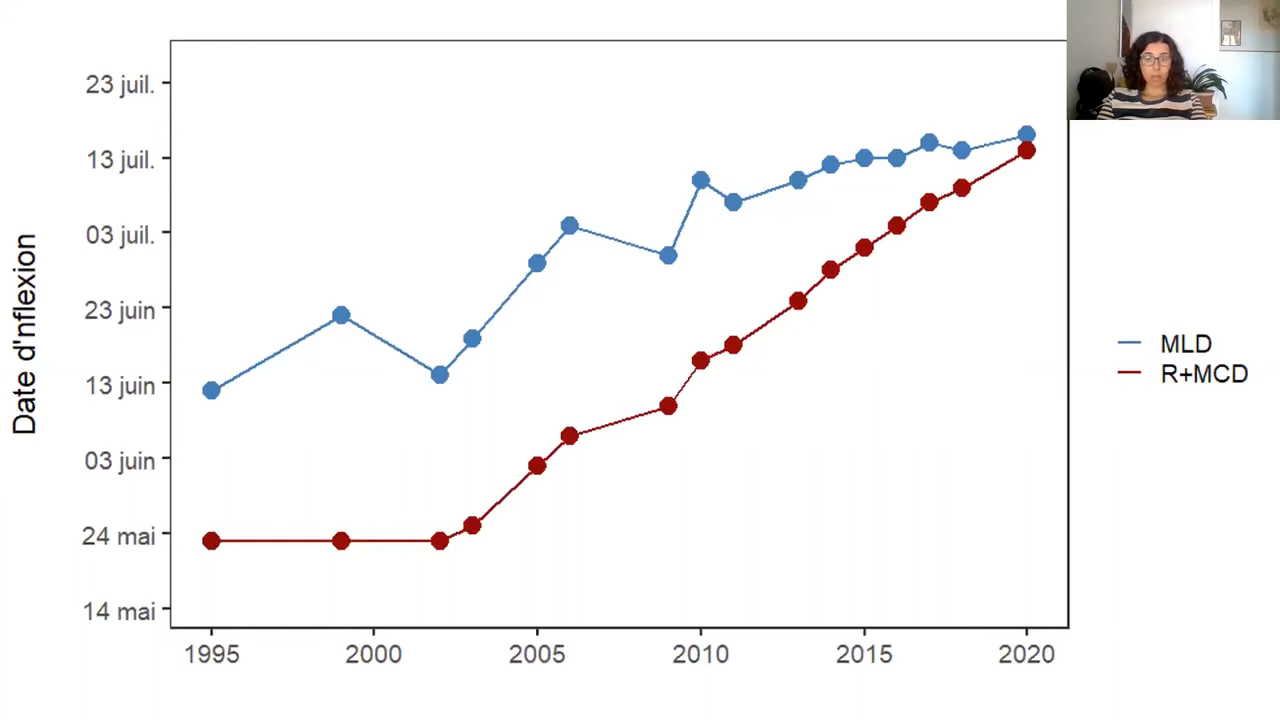 Date d'nflexion
23 juil.
13 juil.
03 juil.
23 juin
13 juin
03 juin
24 mai
14 mai
1995 2000 2005 2010 2015 2020
MLD
R+MCD